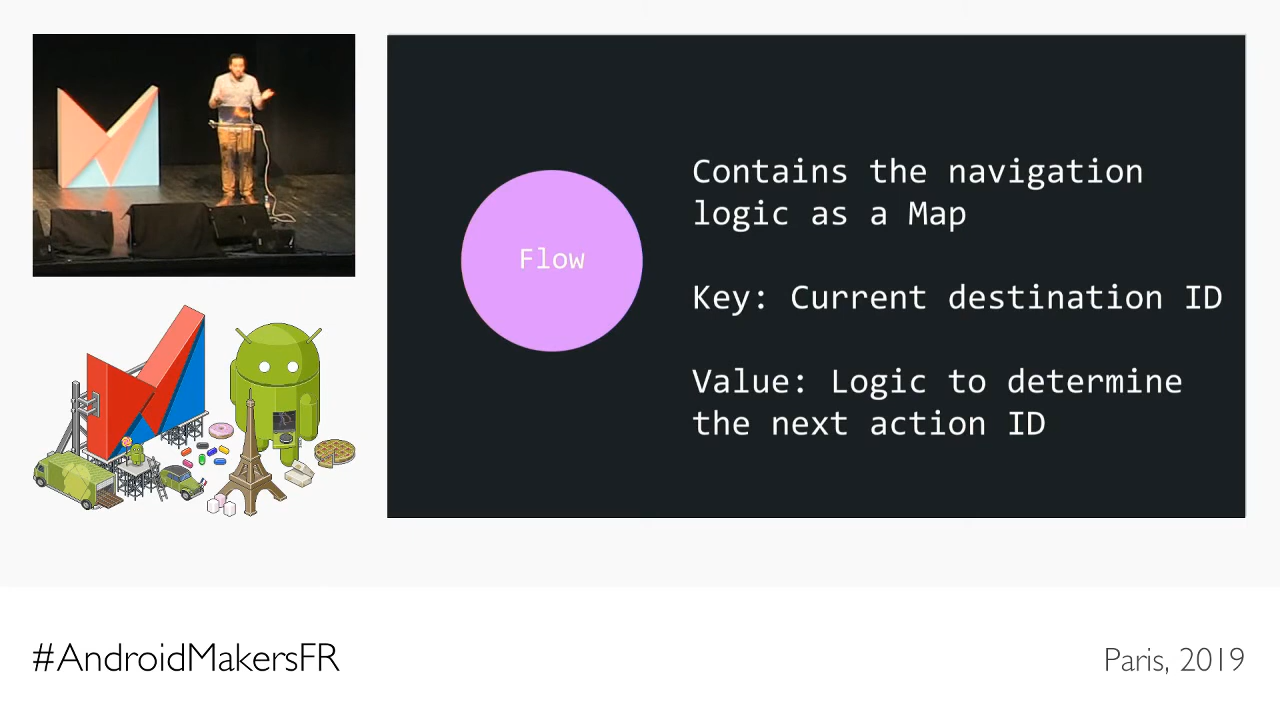 Flow
Contains the navigation
logic as a Map
Key: Current destination ID
Value: Logic to determine
the next action ID
#AndroidMakersFR
Paris, 2019